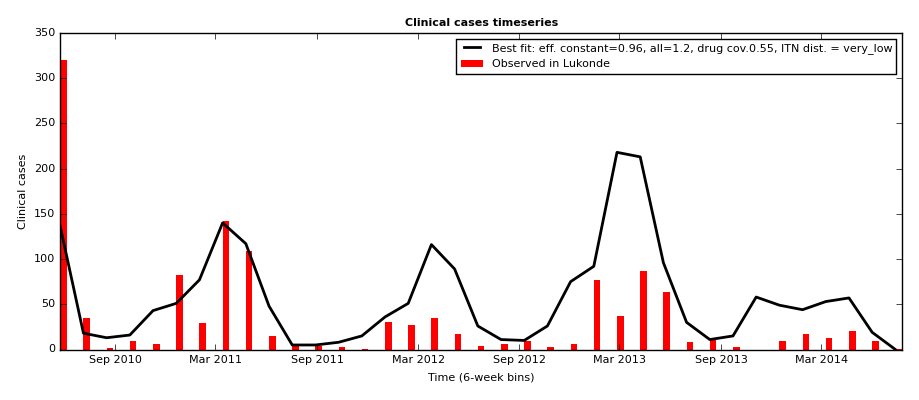 Clinical cases timeseries
350
300
250
200
150
100
50
0
Clinical cases
Best fit: eff. constant=0.96, all=1.2, drug cov.0.55, ITN dist. = very_low
Observed in Lukonde
Sep 2010 Mar 2011 Sep 2011 Mar 2012 Sep 2012 Mar 2013 Sep 2013 Mar 2014
Time (6-week bins)